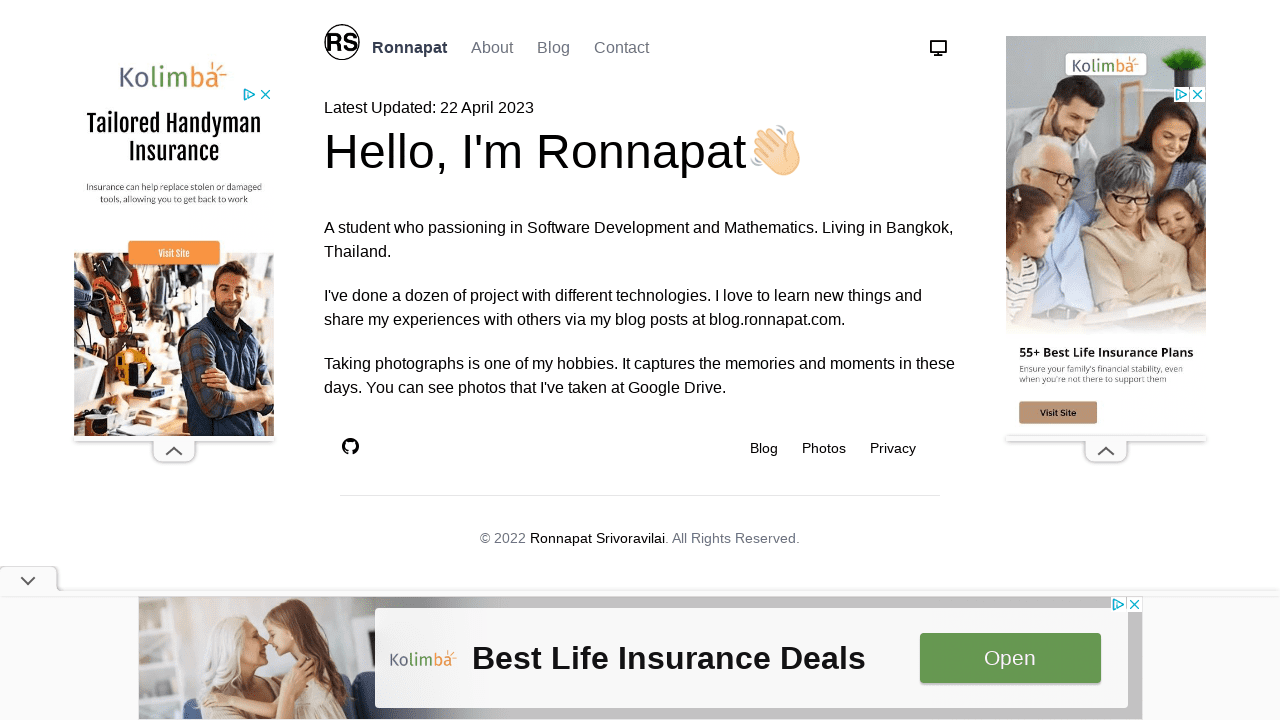 RS
Ronnapat
About
Blog
Contact
Latest Updated: 22 April 2023
Hello, I'm Ronnapat
A student who passioning in Software Development and Mathematics. Living in Bangkok,
Thailand.
I've done a dozen of project with different technologies. I love to learn new things and
share my experiences with others via my blog posts at blog.ronnapat.com.
Taking photographs is one of my hobbies. It captures the memories and moments in these
days. You can see photos that I've taken at Google Drive.
Blog
Photos
Privacy
© 2022 Ronnapat Srivoravilai. All Rights Reserved.
Kolimba
Tailored Handyman
Insurance
Insurance can help replace stolen or damaged
tools, allowing you to get back to work
Visit Site
Kolimba
55+ Best Life Insurance Plans
Ensure your family's financial stability, even
when you're not there to support them
Visit Site
Kolimba
Best Life Insurance Deals
Open